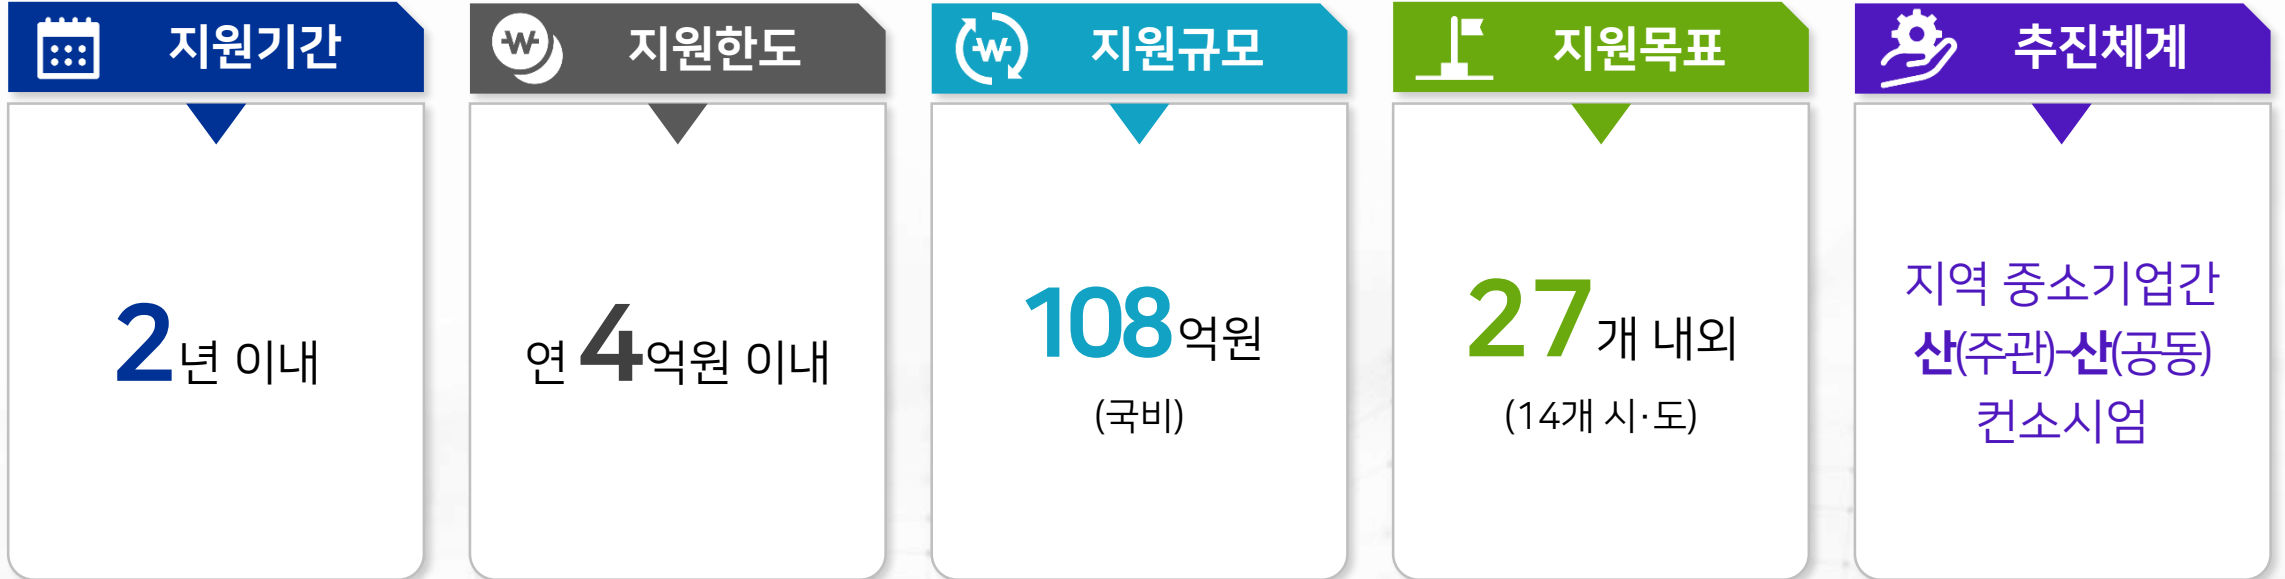 지원기간
2년 이내
지원한도
연 4억원 이내
지원규모
108억원
(국비)
지원목표
27개 내외
(14개 시·도)
추진체계
지역 중소기업간
산(주관)-산(공동)
컨소시엄